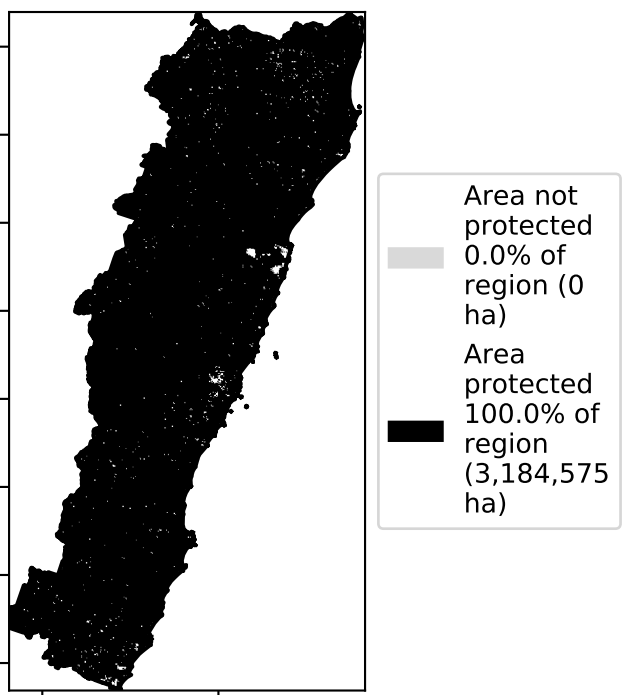 Area not
protected
0.0% of
region (0
ha)
Area
protected
100.0% of
region
(3,184,575
ha)